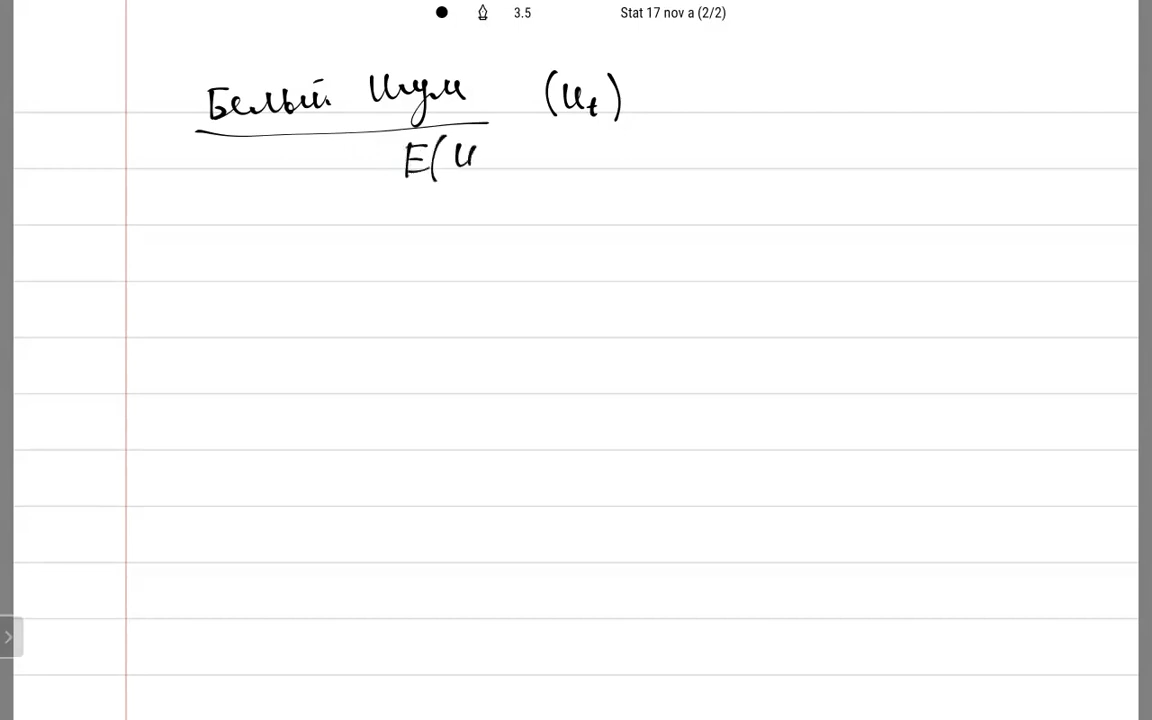 3.5 Stat 17 nov a (2/2)
Белый шум (u_t)
E(u